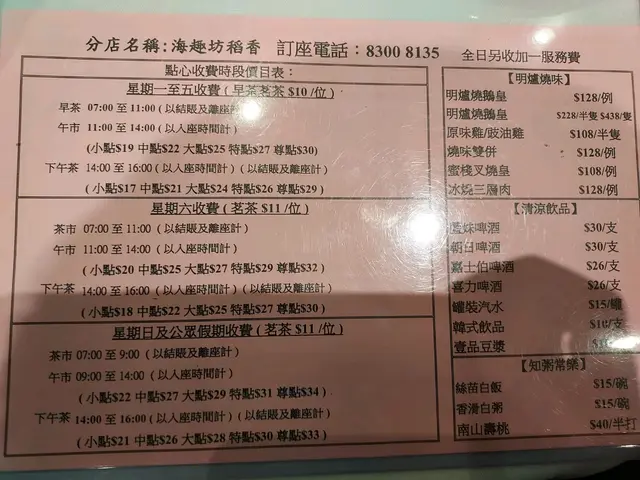 分店名稱:海趣坊稻香 訂座電話:8300 8135 全日另收加一服務費
點心收費時段價目表:
星期一至五收費 ( 早茶茗茶 $10 /位 )
早茶 07:00 至 11:00 (以結賬及離座計)
午市 11:00 至 14:00 ( 以入座時間計 )
(小點$19 中點$22 大點$25 特點$27 尊點$30)
下午茶 14:00 至 16:00 ( 以入座時間計 ) ( 以結賬及離座計 )
(小點$17 中點$21 大點$24 特點$26 尊點$29)
星期六收費 ( 茗茶 $11 /位 )
茶市 07:00 至 11:00 ( 以結賬及離座計 )
午市 11:00 至 14:00 ( 以入座時間計 )
( 小點$20 中點$25 大點$27 特點$29 尊點$32)
下午茶 14:00 至 16:00 ( 以入座時間計 ) ( 以結賬及離座計 )
(小點$18 中點$22 大點$25 特點$27 尊點$30)
星期日及公眾假期收費 ( 茗茶 $11 /位 )
茶市 07:00 至 9:00 ( 以結賬及離座計 )
午市 09:00 至 14:00 ( 以入座時間計 )
(小點$22 中點$27 大點$29 特點$31 尊點$34)
下午茶 14:00 至 16:00 ( 以入座時間計 ) ( 以結賬及離座計 )
( 小點$21 中點$26 大點$28 特點$30 尊點$33)
【明爐燒味】
明爐燒鵝皇 $128/例
明爐燒鵝皇 $228/半隻 $438/隻
原味雞/豉油雞 $108/半隻
燒味雙併 $128/例
蜜棧叉燒皇 $108/例
冰燒三層肉 $128/例
【清涼飲品】
藍妹啤酒 $30/支
朝日啤酒 $30/支
嘉士伯啤酒 $26/支
喜力啤酒 $26/支
罐裝汽水 $15/罐
韓式飲品
壹品豆漿
【知粥常樂】
絲苗白飯 $15/碗
香滑白粥 $15/碗
南山壽桃 $40/半打